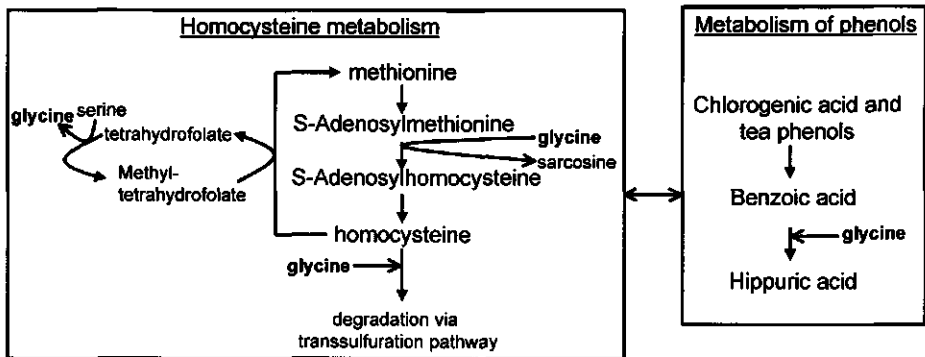 Homocysteine metabolism
methionine
glycine serine
tetrahydrofolate
S-Adenosylmethionine
glycine
sarcosine
Methyl-
tetrahydrofolate
S-Adenosylhomocysteine
homocysteine
glycine
degradation via
transsulfuration pathway
Metabolism of phenols
Chlorogenic acid and
tea phenols
Benzoic acid
glycine
Hippuric acid